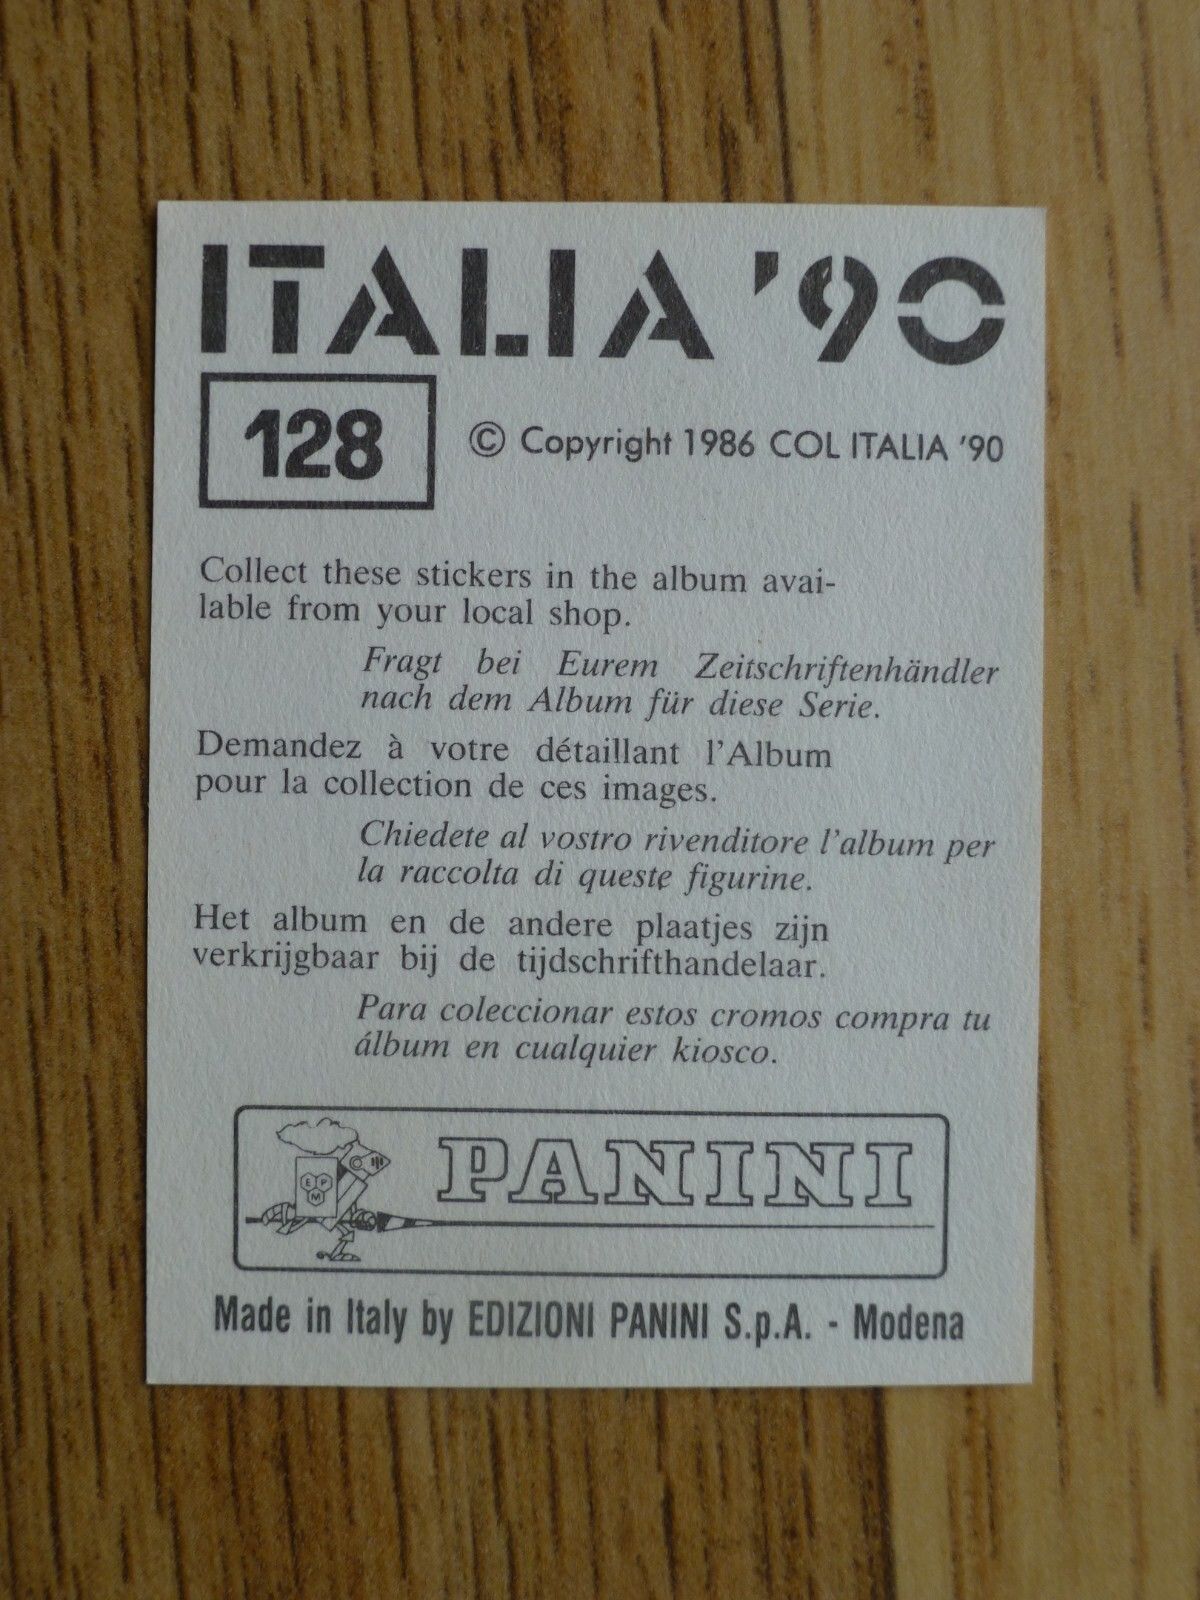 ITALIA '90
128
© Copyright 1986 COL ITALIA '90
Collect these stickers in the album avai-
lable from your local shop.
Fragt bei Eurem Zeitschriftenhändler
nach dem Album für diese Serie.
Demandez à votre détaillant l'Album
pour la collection de ces images.
Chiedete al vostro rivenditore l'album per
la raccolta di queste figurine.
Het album en de andere plaatjes zijn
verkrijgbaar bij de tijdschrifthandelaar.
Para coleccionar estos cromos compra tu
álbum en cualquier kiosco.
E P
M
PANINI
Made in Italy by EDIZIONI PANINI S.p.A. - Modena